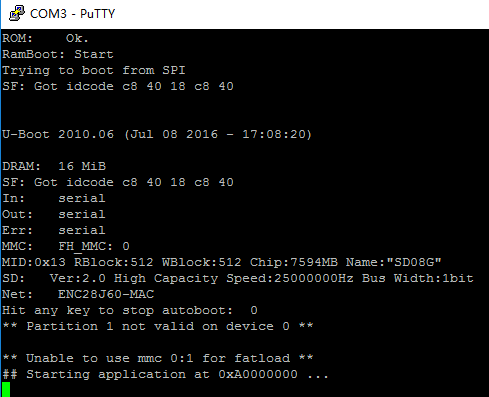 COM3 - PuTTY
ROM:    Ok.
RamBoot: Start
Trying to boot from SPI
SF: Got idcode c8 40 18 c8 40
U-Boot 2010.06 (Jul 08 2016 - 17:08:20)
DRAM:  16 MiB
SF: Got idcode c8 40 18 c8 40
In:    serial
Out:   serial
Err:   serial
MMC:   FH_MMC: 0
MID:0x13 RBlock:512 WBlock:512 Chip:7594MB Name:"SD08G"
SD:   Ver:2.0 High Capacity Speed:25000000Hz Bus Width:1bit
Net:   ENC28J60-MAC
Hit any key to stop autoboot:  0
** Partition 1 not valid on device 0 **
** Unable to use mmc 0:1 for fatload **
## Starting application at 0xA0000000 ...